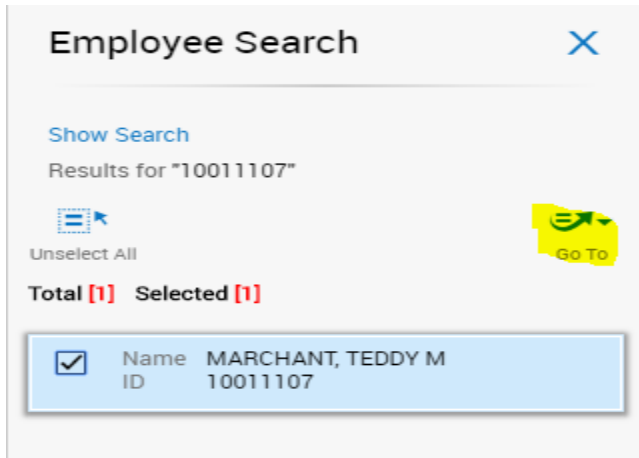 Employee Search
Show Search
Results for "10011107"
Unselect All
Go To
Total [1] Selected [1]
Name MARCHANT, TEDDY M
ID 10011107